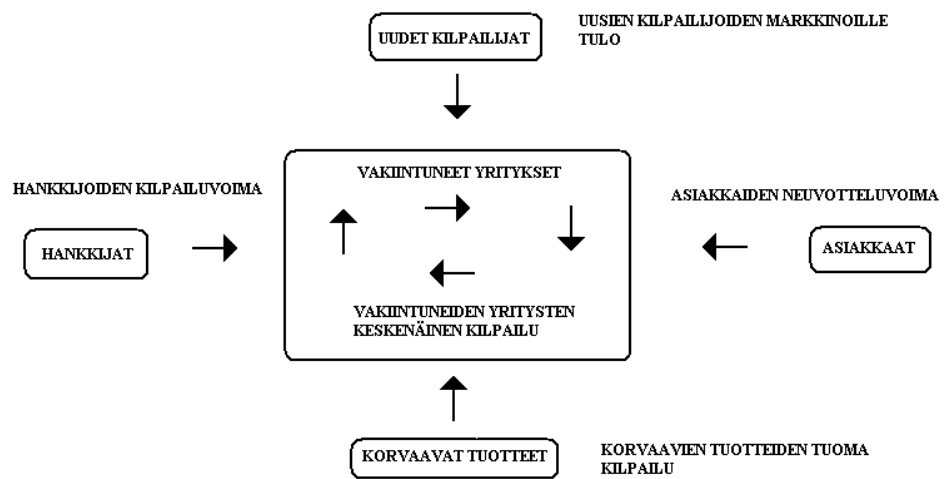 UUDET KILPAILIJAT
UUSIEN KILPAILIJOIDEN MARKKINOILLE
TULO
VAKIINTUNEET YRITYKSET
HANKKIJOIDEN KILPAILUVOIMA
ASIAKKAIDEN NEUVOTTELUVOIMA
HANKKIJAT
ASIAKKAAT
VAKIINTUNEIDEN YRITYSTEN
KESKENÄINEN KILPAILU
KORVAAVAT TUOTTEET
KORVAAVIEN TUOTTEIDEN TUOMA
KILPAILU